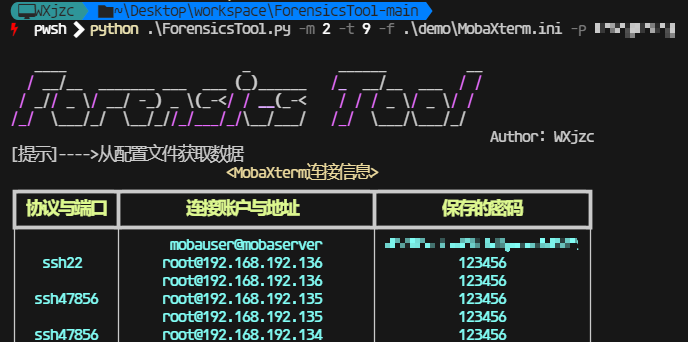 WXjzc ~\Desktop\workspace\ForensicsTool-main
pwsh python .\ForensicsTool.py -m 2 -t 9 -f .\demo\MobaXterm.ini -p
Forensics Tool
Author: WXjzc
[提示]---->从配置文件获取数据
<MobaXterm连接信息>
协议与端口 连接账户与地址 保存的密码
mobauser@mobaserver
ssh22 root@192.168.192.136 123456
root@192.168.192.136 123456
ssh47856 root@192.168.192.135 123456
root@192.168.192.135 123456
ssh47856 root@192.168.192.134 123456